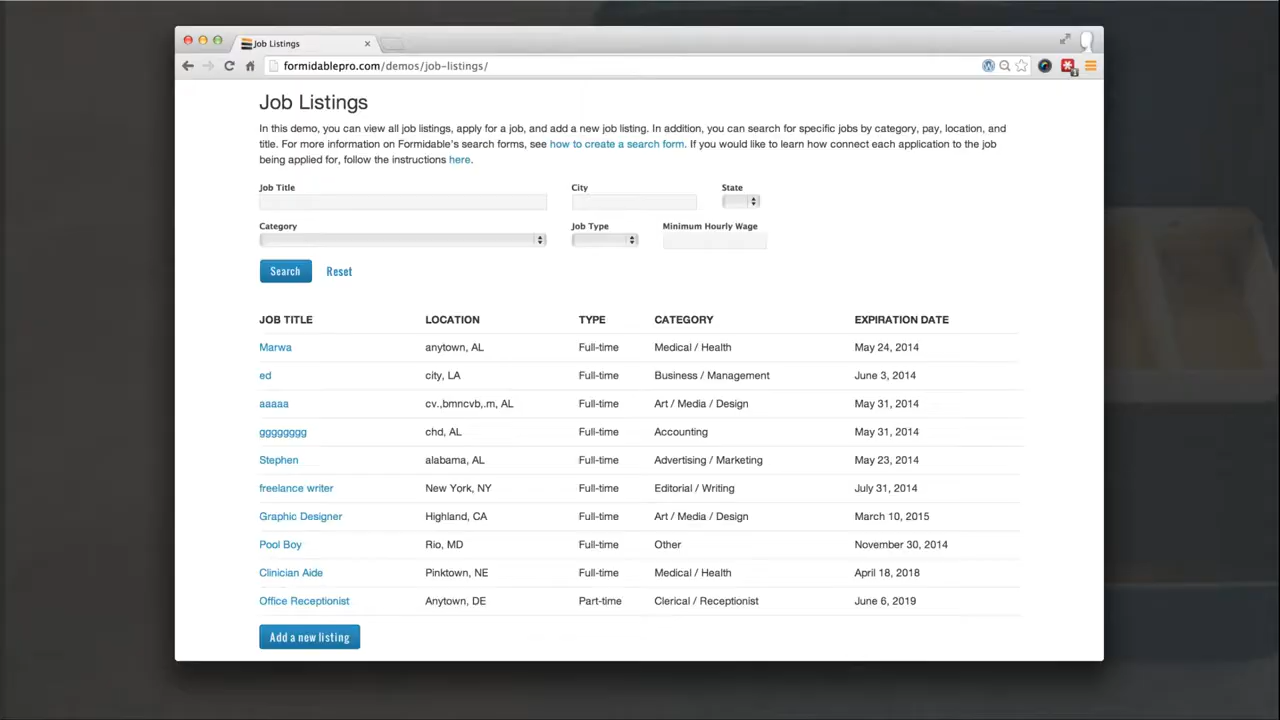 Job Listings
formidablepro.com/demos/job-listings/
Job Listings
In this demo, you can view all job listings, apply for a job, and add a new job listing. In addition, you can search for specific jobs by category, pay, location, and
title. For more information on Formidable's search forms, see how to create a search form. If you would like to learn how connect each application to the job
being applied for, follow the instructions here.
Job Title City State
Category Job Type Minimum Hourly Wage
Search Reset
JOB TITLE LOCATION TYPE CATEGORY EXPIRATION DATE
Marwa anytown, AL Full-time Medical / Health May 24, 2014
ed city, LA Full-time Business / Management June 3, 2014
aaaaa cv.,bmncvb,.m, AL Full-time Art / Media / Design May 31, 2014
gggggggg chd, AL Full-time Accounting May 31, 2014
Stephen alabama, AL Full-time Advertising / Marketing May 23, 2014
freelance writer New York, NY Full-time Editorial / Writing July 31, 2014
Graphic Designer Highland, CA Full-time Art / Media / Design March 10, 2015
Pool Boy Rio, MD Full-time Other November 30, 2014
Clinician Aide Pinktown, NE Full-time Medical / Health April 18, 2018
Office Receptionist Anytown, DE Part-time Clerical / Receptionist June 6, 2019
Add a new listing